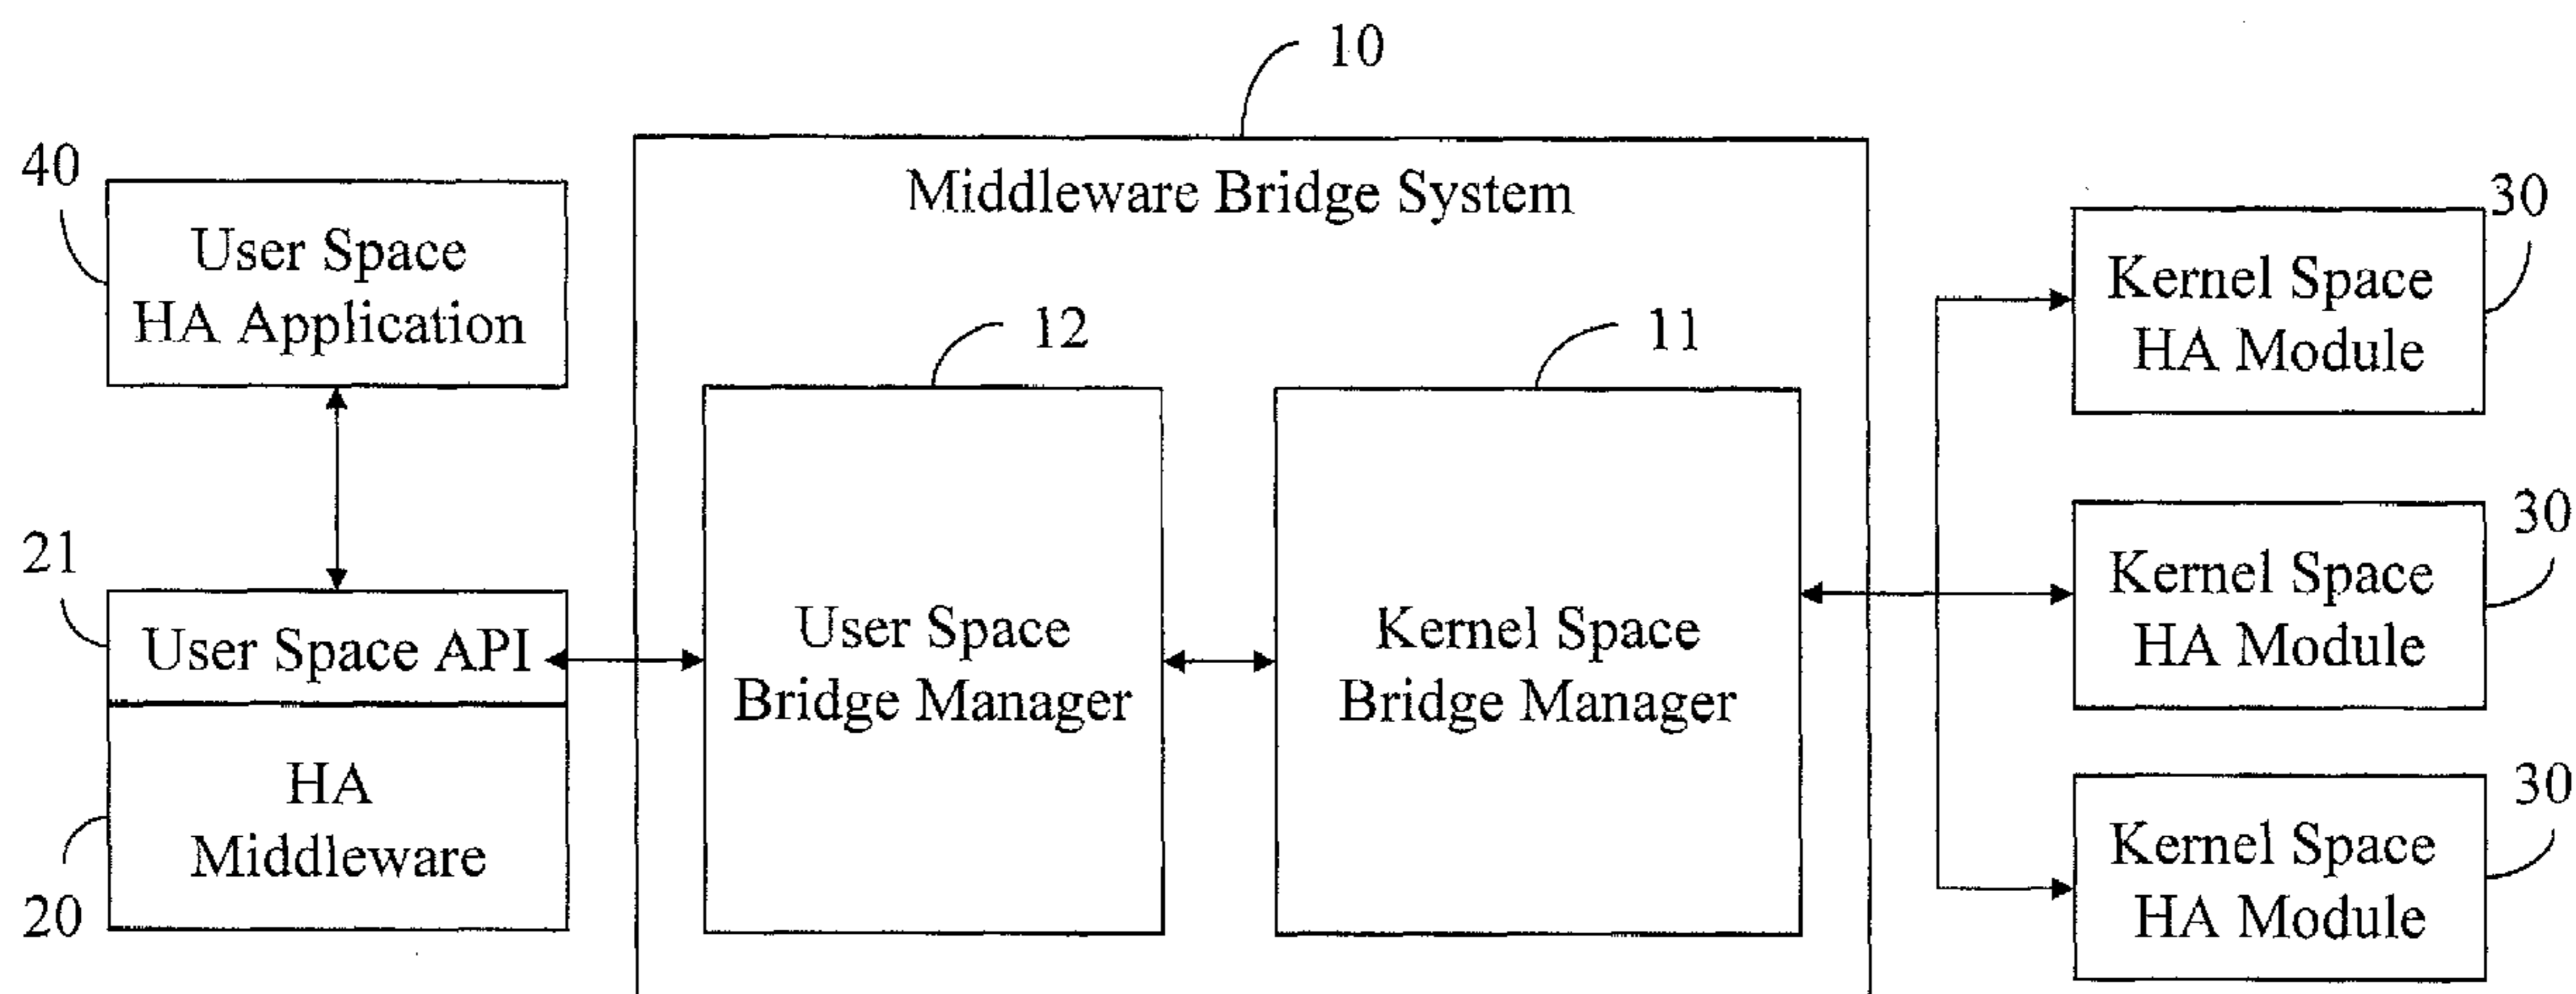 10
Middleware Bridge System
40
User Space
HA Application
21
User Space API
HA
Middleware
20
12
User Space
Bridge Manager
11
Kernel Space
Bridge Manager
30
Kernel Space
HA Module
30
Kernel Space
HA Module
30
Kernel Space
HA Module